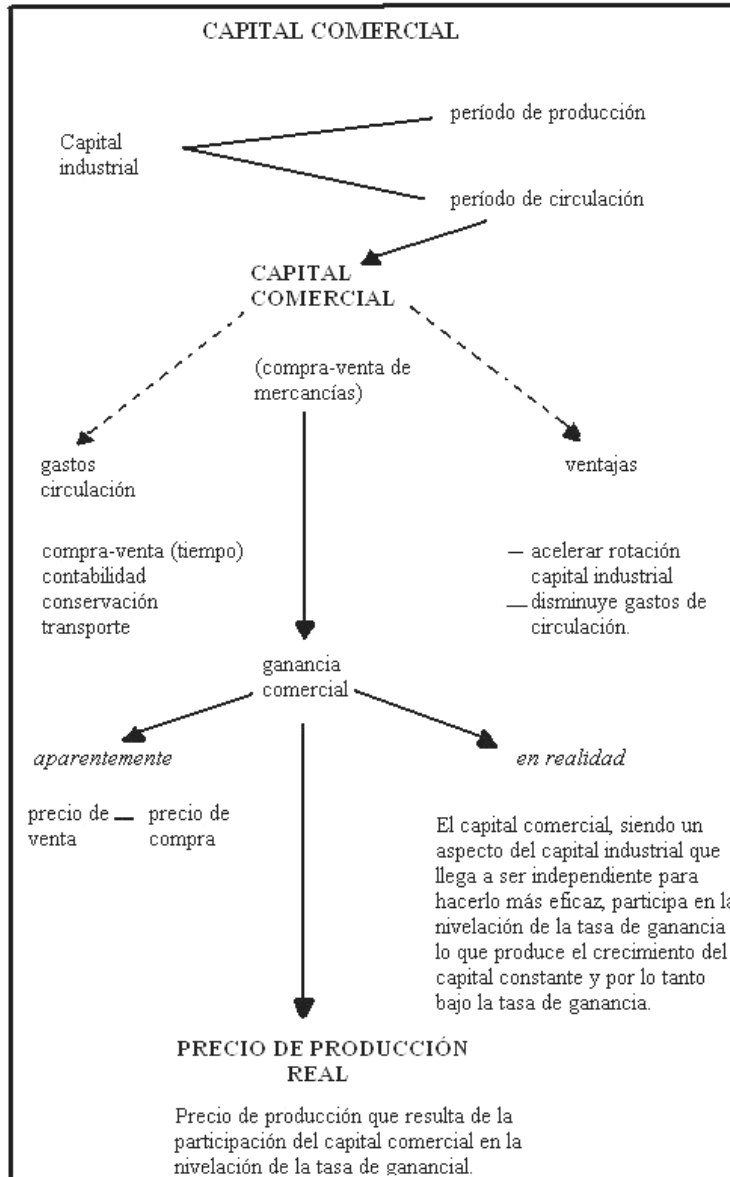 CAPITAL COMERCIAL
período de producción
Capital
industrial
período de circulación
CAPITAL
COMERCIAL
(compra-venta de
mercancías)
gastos
circulación
ventajas
compra-venta (tiempo)
contabilidad
conservación
transporte
— acelerar rotación
capital industrial
— disminuye gastos de
circulación.
ganancia
comercial
aparentemente
en realidad
precio de — precio de
venta compra
El capital comercial, siendo un
aspecto del capital industrial que
llega a ser independiente para
hacerlo más eficaz, participa en la
nivelación de la tasa de ganancia
lo que produce el crecimiento del
capital constante y por lo tanto
bajo la tasa de ganancia.
PRECIO DE PRODUCCIÓN
REAL
Precio de producción que resulta de la
participación del capital comercial en la
nivelación de la tasa de ganancial.